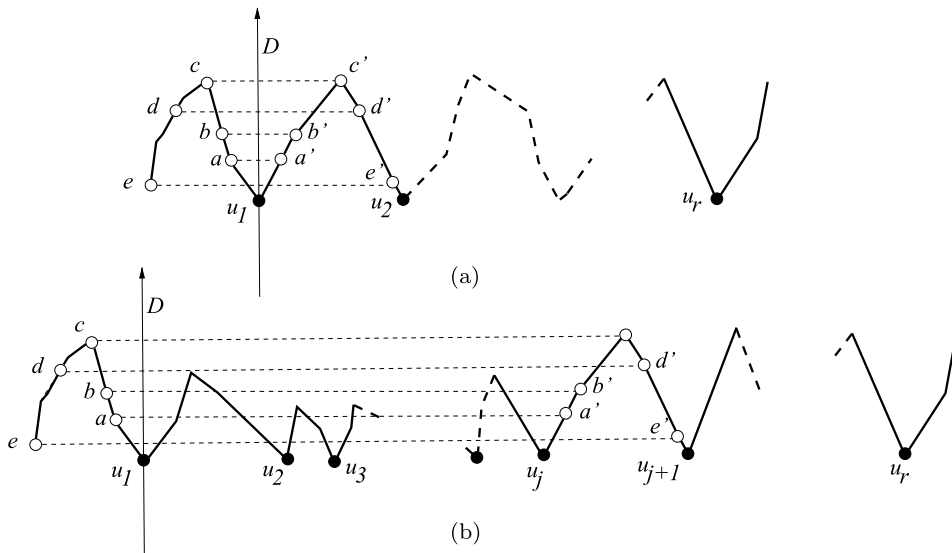 D
c c'
d d'
b b'
a a'
e e'
u1 u2 ur
(a)
D
c
d d'
b b'
a a'
e e'
u1 u2 u3 uj uj+1 ur
(b)